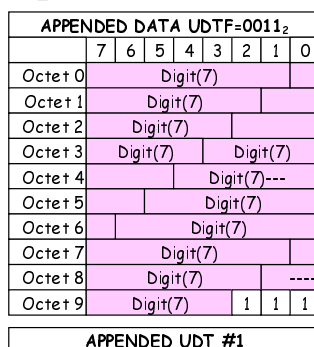 APPENDED DATA UDTF=0011₂
7 6 5 4 3 2 1 0
Octet 0 Digit(7)
Octet 1 Digit(7)
Octet 2 Digit(7)
Octet 3 Digit(7) Digit(7)
Octet 4 Digit(7)---
Octet 5 Digit(7)
Octet 6 Digit(7)
Octet 7 Digit(7)
Octet 8 Digit(7) ----
Octet 9 Digit(7) 1 1 1
APPENDED UDT #1